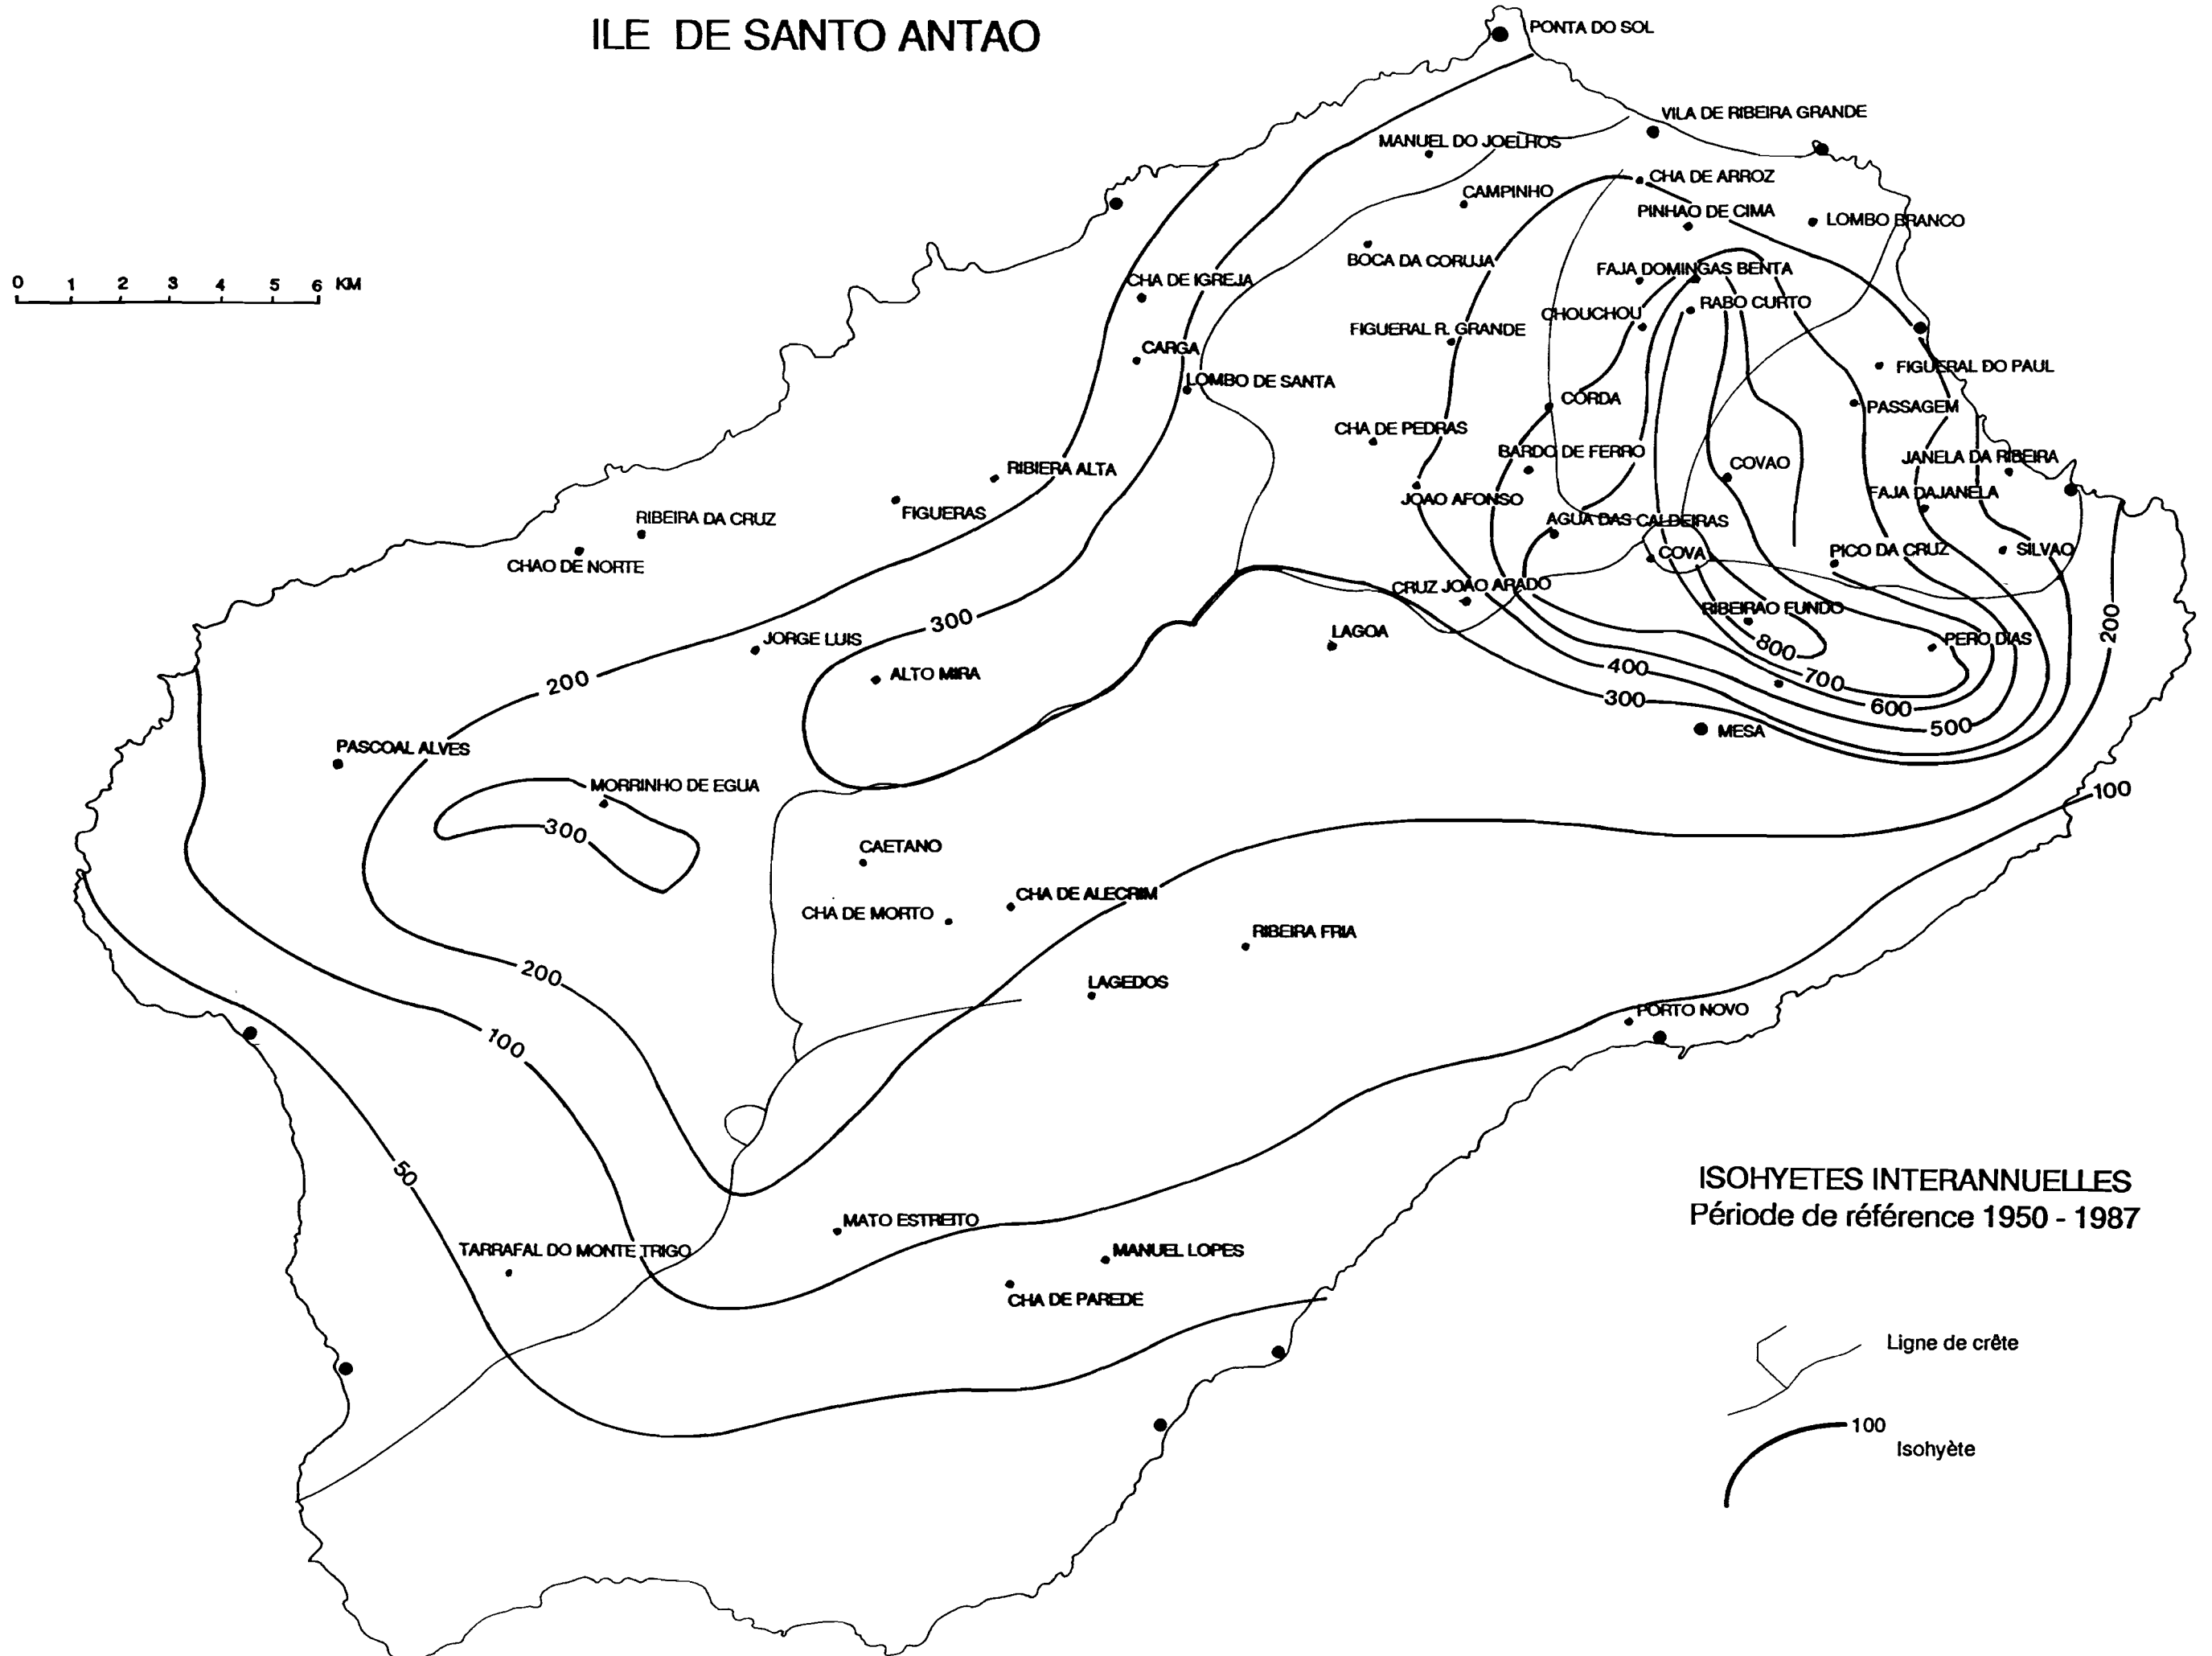 ILE DE SANTO ANTAO
PONTA DO SOL
VILA DE RIBEIRA GRANDE
MANUEL DO JOELHOS
CHA DE ARROZ
CAMPINHO
PINHAO DE CIMA
LOMBO BRANCO
BOCA DA CORUJA
FAJA DOMINGAS BENTA
CHA DE IGREJA
0 1 2 3 4 5 6 KM
RABO CURTO
CHOUCHOU
FIGUERAL R. GRANDE
CARGA
FIGUERAL DO PAUL
LOMBO DE SANTA
CORDA
PASSAGEM
CHA DE PEDRAS
BARDO DE FERRO
COVAO
JANELA DA RIBEIRA
RIBIERA ALTA
JOAO AFONSO
FAJA DAJANELA
FIGUERAS
RIBEIRA DA CRUZ
AGUA DAS CALDEIRAS
COVA
PICO DA CRUZ
SILVAO
CHAO DE NORTE
CRUZ JOAO ARADO
RIBEIRAO FUNDO
300
200
LAGOA
JORGE LUIS
PERO DIAS
800
400
ALTO MIRA
200
700
300
600
500
MESA
PASCOAL ALVES
MORRINHO DE EGUA
100
300
CAETANO
CHA DE ALECRIM
CHA DE MORTO
RIBEIRA FRIA
200
LAGEDOS
PORTO NOVO
100
50
ISOHYETES INTERANNUELLES
Période de référence 1950 - 1987
MATO ESTREITO
TARRAFAL DO MONTE TRIGO
MANUEL LOPES
CHA DE PAREDE
Ligne de crête
100
Isohyète